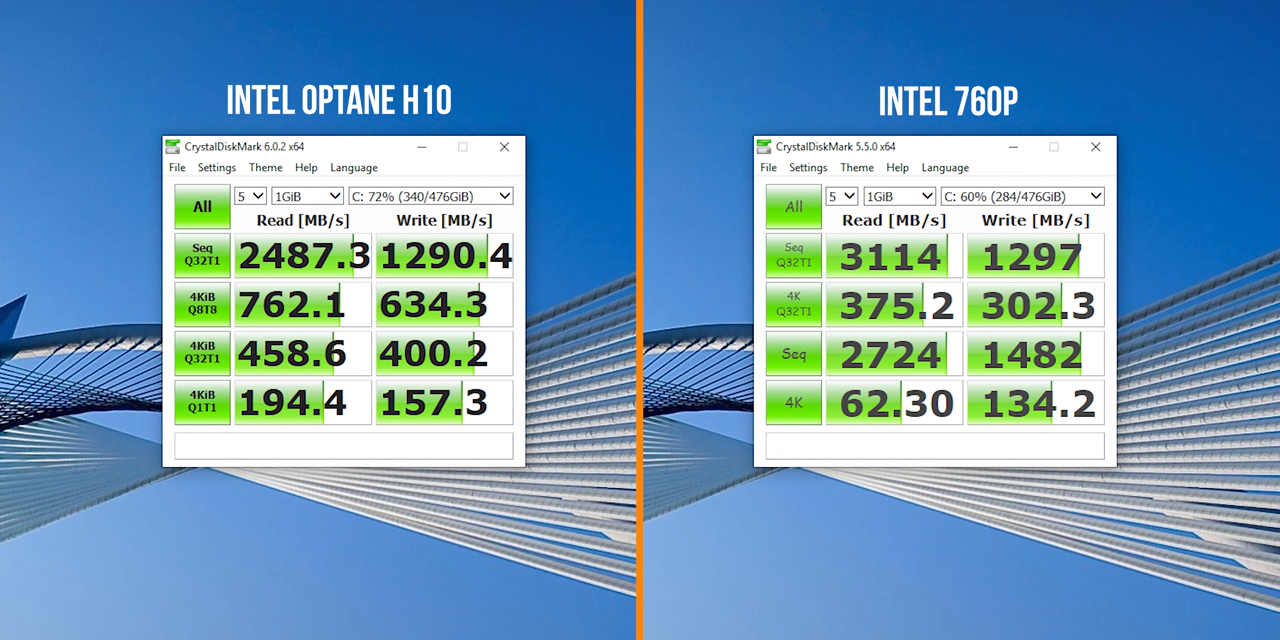 INTEL OPTANE H10
CrystalDiskMark 6.0.2 x64
File Settings Theme Help Language
All 5 1GiB C: 72% (340/476GiB)
Read [MB/s] Write [MB/s]
Seq Q32T1 2487.3 1290.4
4KiB Q8T8 762.1 634.3
4KiB Q32T1 458.6 400.2
4KiB Q1T1 194.4 157.3
INTEL 760P
CrystalDiskMark 5.5.0 x64
File Settings Theme Help Language
All 5 1GiB C: 60% (284/476GiB)
Read [MB/s] Write [MB/s]
Seq Q32T1 3114 1297
4K Q32T1 375.2 302.3
Seq 2724 1482
4K 62.30 134.2